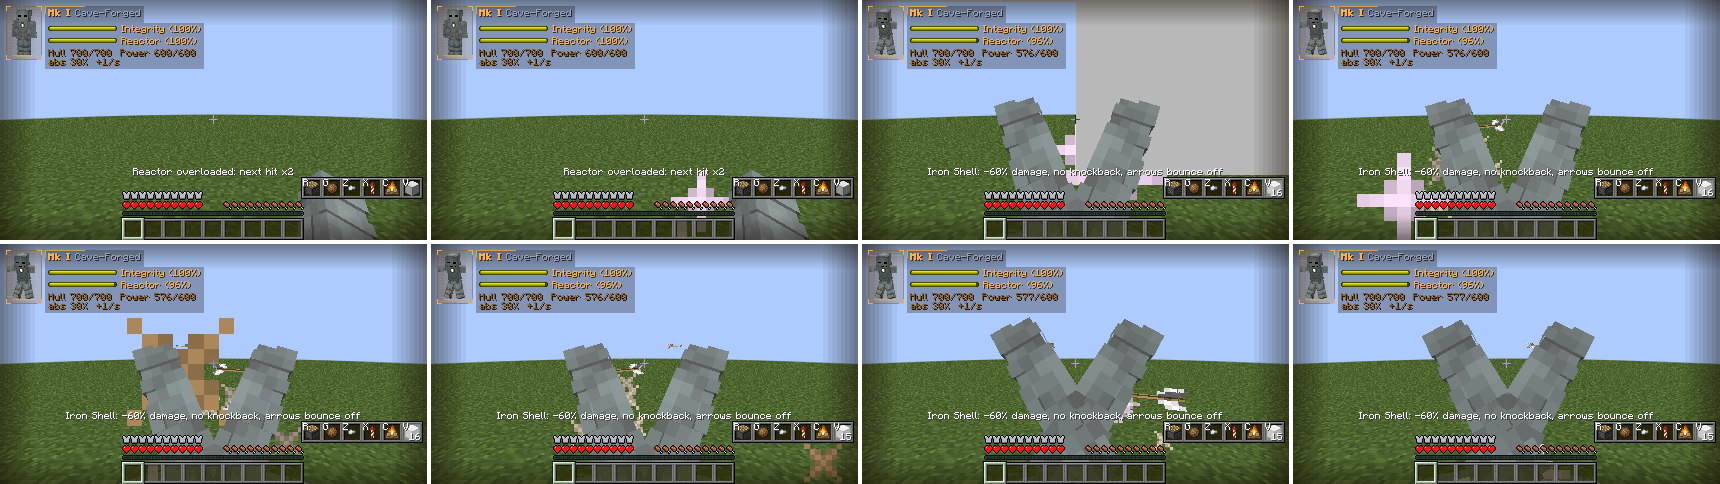 Mk I Cave-Forged
Integrity (100%)
Reactor (100%)
Hull 700/700 Power 600/600
abs 30% +1/s
Reactor overloaded: next hit x2
R G Z X C V
Mk I Cave-Forged
Integrity (100%)
Reactor (100%)
Hull 700/700 Power 600/600
abs 30% +1/s
Reactor overloaded: next hit x2
R G Z X C V
Mk I Cave-Forged
Integrity (100%)
Reactor (96%)
Hull 700/700 Power 576/600
abs 30% +1/s
Iron Shell: -60% damage, no knockback, arrows bounce off
R G Z X C V
16
Mk I Cave-Forged
Integrity (100%)
Reactor (96%)
Hull 700/700 Power 576/600
abs 30% +1/s
Iron Shell: -60% damage, no knockback, arrows bounce off
R G Z X C V
16
Mk I Cave-Forged
Integrity (100%)
Reactor (96%)
Hull 700/700 Power 576/600
abs 30% +1/s
Iron Shell: -60% damage, no knockback, arrows bounce off
R G Z X C V
16
Mk I Cave-Forged
Integrity (100%)
Reactor (96%)
Hull 700/700 Power 576/600
abs 30% +1/s
Iron Shell: -60% damage, no knockback, arrows bounce off
R G Z X C V
15
Mk I Cave-Forged
Integrity (100%)
Reactor (96%)
Hull 700/700 Power 577/600
abs 30% +1/s
Iron Shell: -60% damage, no knockback, arrows bounce off
R G Z X C V
15
Mk I Cave-Forged
Integrity (100%)
Reactor (96%)
Hull 700/700 Power 577/600
abs 30% +1/s
Iron Shell: -60% damage, no knockback, arrows bounce off
R G Z X C V
15